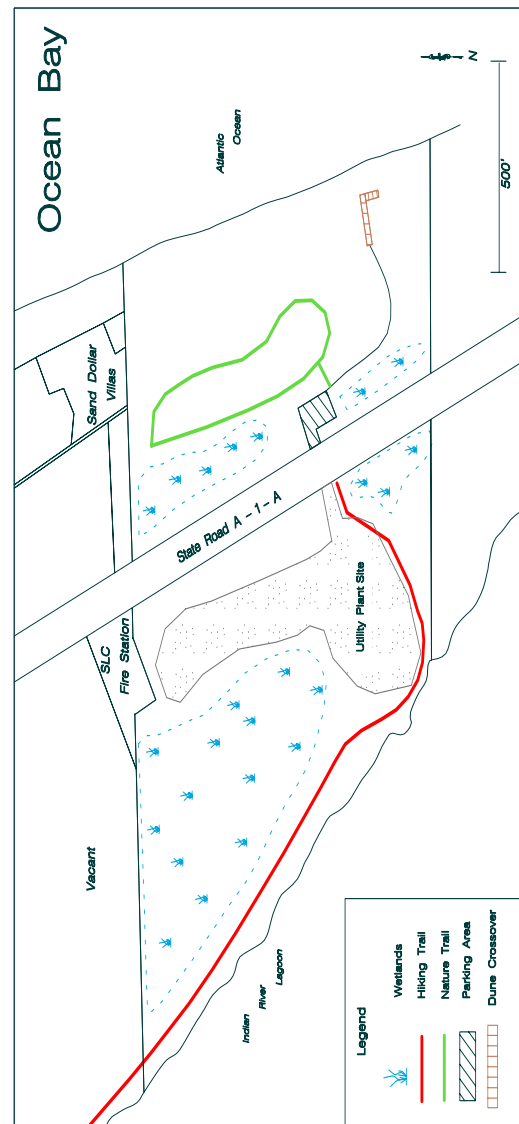 Ocean Bay
N
500'
Atlantic
Ocean
Sand Dollar
Villas
State Road A - 1 - A
SLC
Fire Station
Utility Plant Site
Vacant
Indian
River
Lagoon
Legend
Wetlands
Hiking Trail
Nature Trail
Parking Area
Dune Crossover